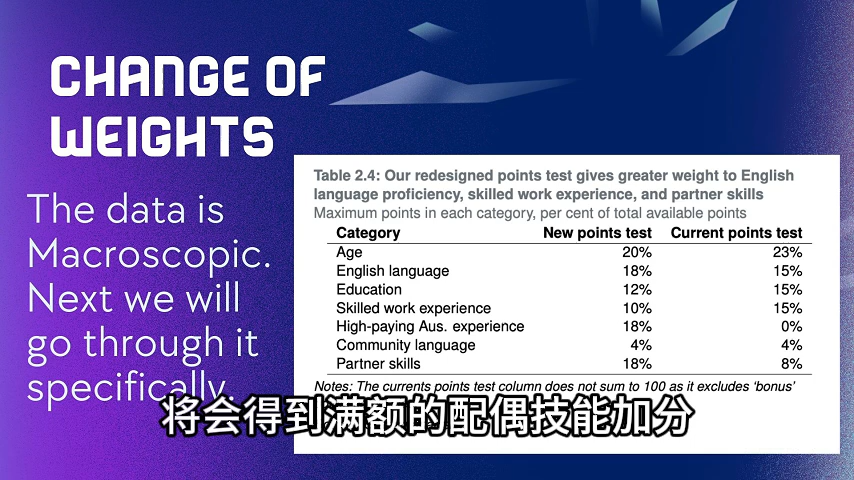 CHANGE OF
WEIGHTS
The data is
Macroscopic.
Next we will
go through it
specifically.
Table 2.4: Our redesigned points test gives greater weight to English
language proficiency, skilled work experience, and partner skills
Maximum points in each category, per cent of total available points
Category New points test Current points test
Age 20% 23%
English language 18% 15%
Education 12% 15%
Skilled work experience 10% 15%
High-paying Aus. experience 18% 0%
Community language 4% 4%
Partner skills 18% 8%
Notes: The currents points test column does not sum to 100 as it excludes ‘bonus’
将会得到满额的配偶技能加分